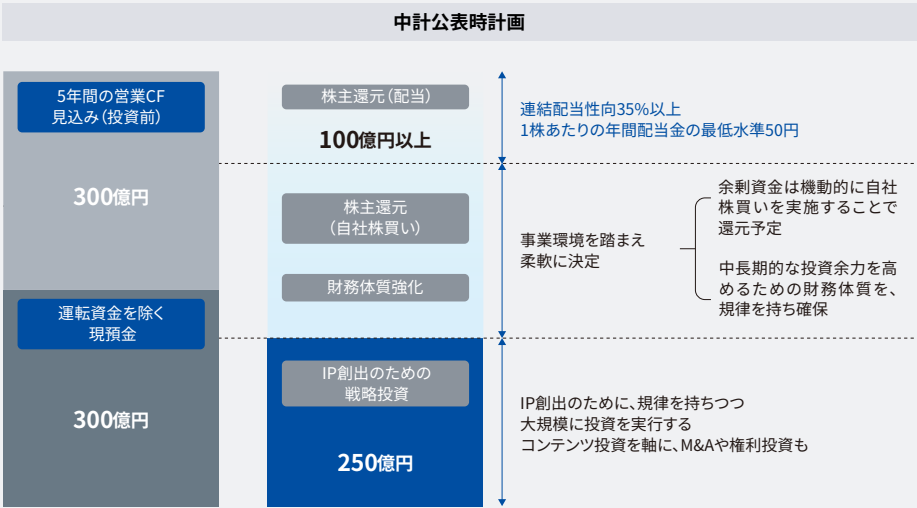 中計公表時計画
5年間の営業CF
見込み（投資前）
300億円
運転資金を除く
現預金
300億円
株主還元（配当）
100億円以上
株主還元
（自社株買い）
財務体質強化
IP創出のための
戦略投資
250億円
連結配当性向35%以上
1株あたりの年間配当金の最低水準50円
事業環境を踏まえ
柔軟に決定
余剰資金は機動的に自社
株買いを実施することで
還元予定
中長期的な投資余力を高
めるための財務体質を、
規律を持ち確保
IP創出のために、規律を持ちつつ
大規模に投資を実行する
コンテンツ投資を軸に、M&Aや権利投資も